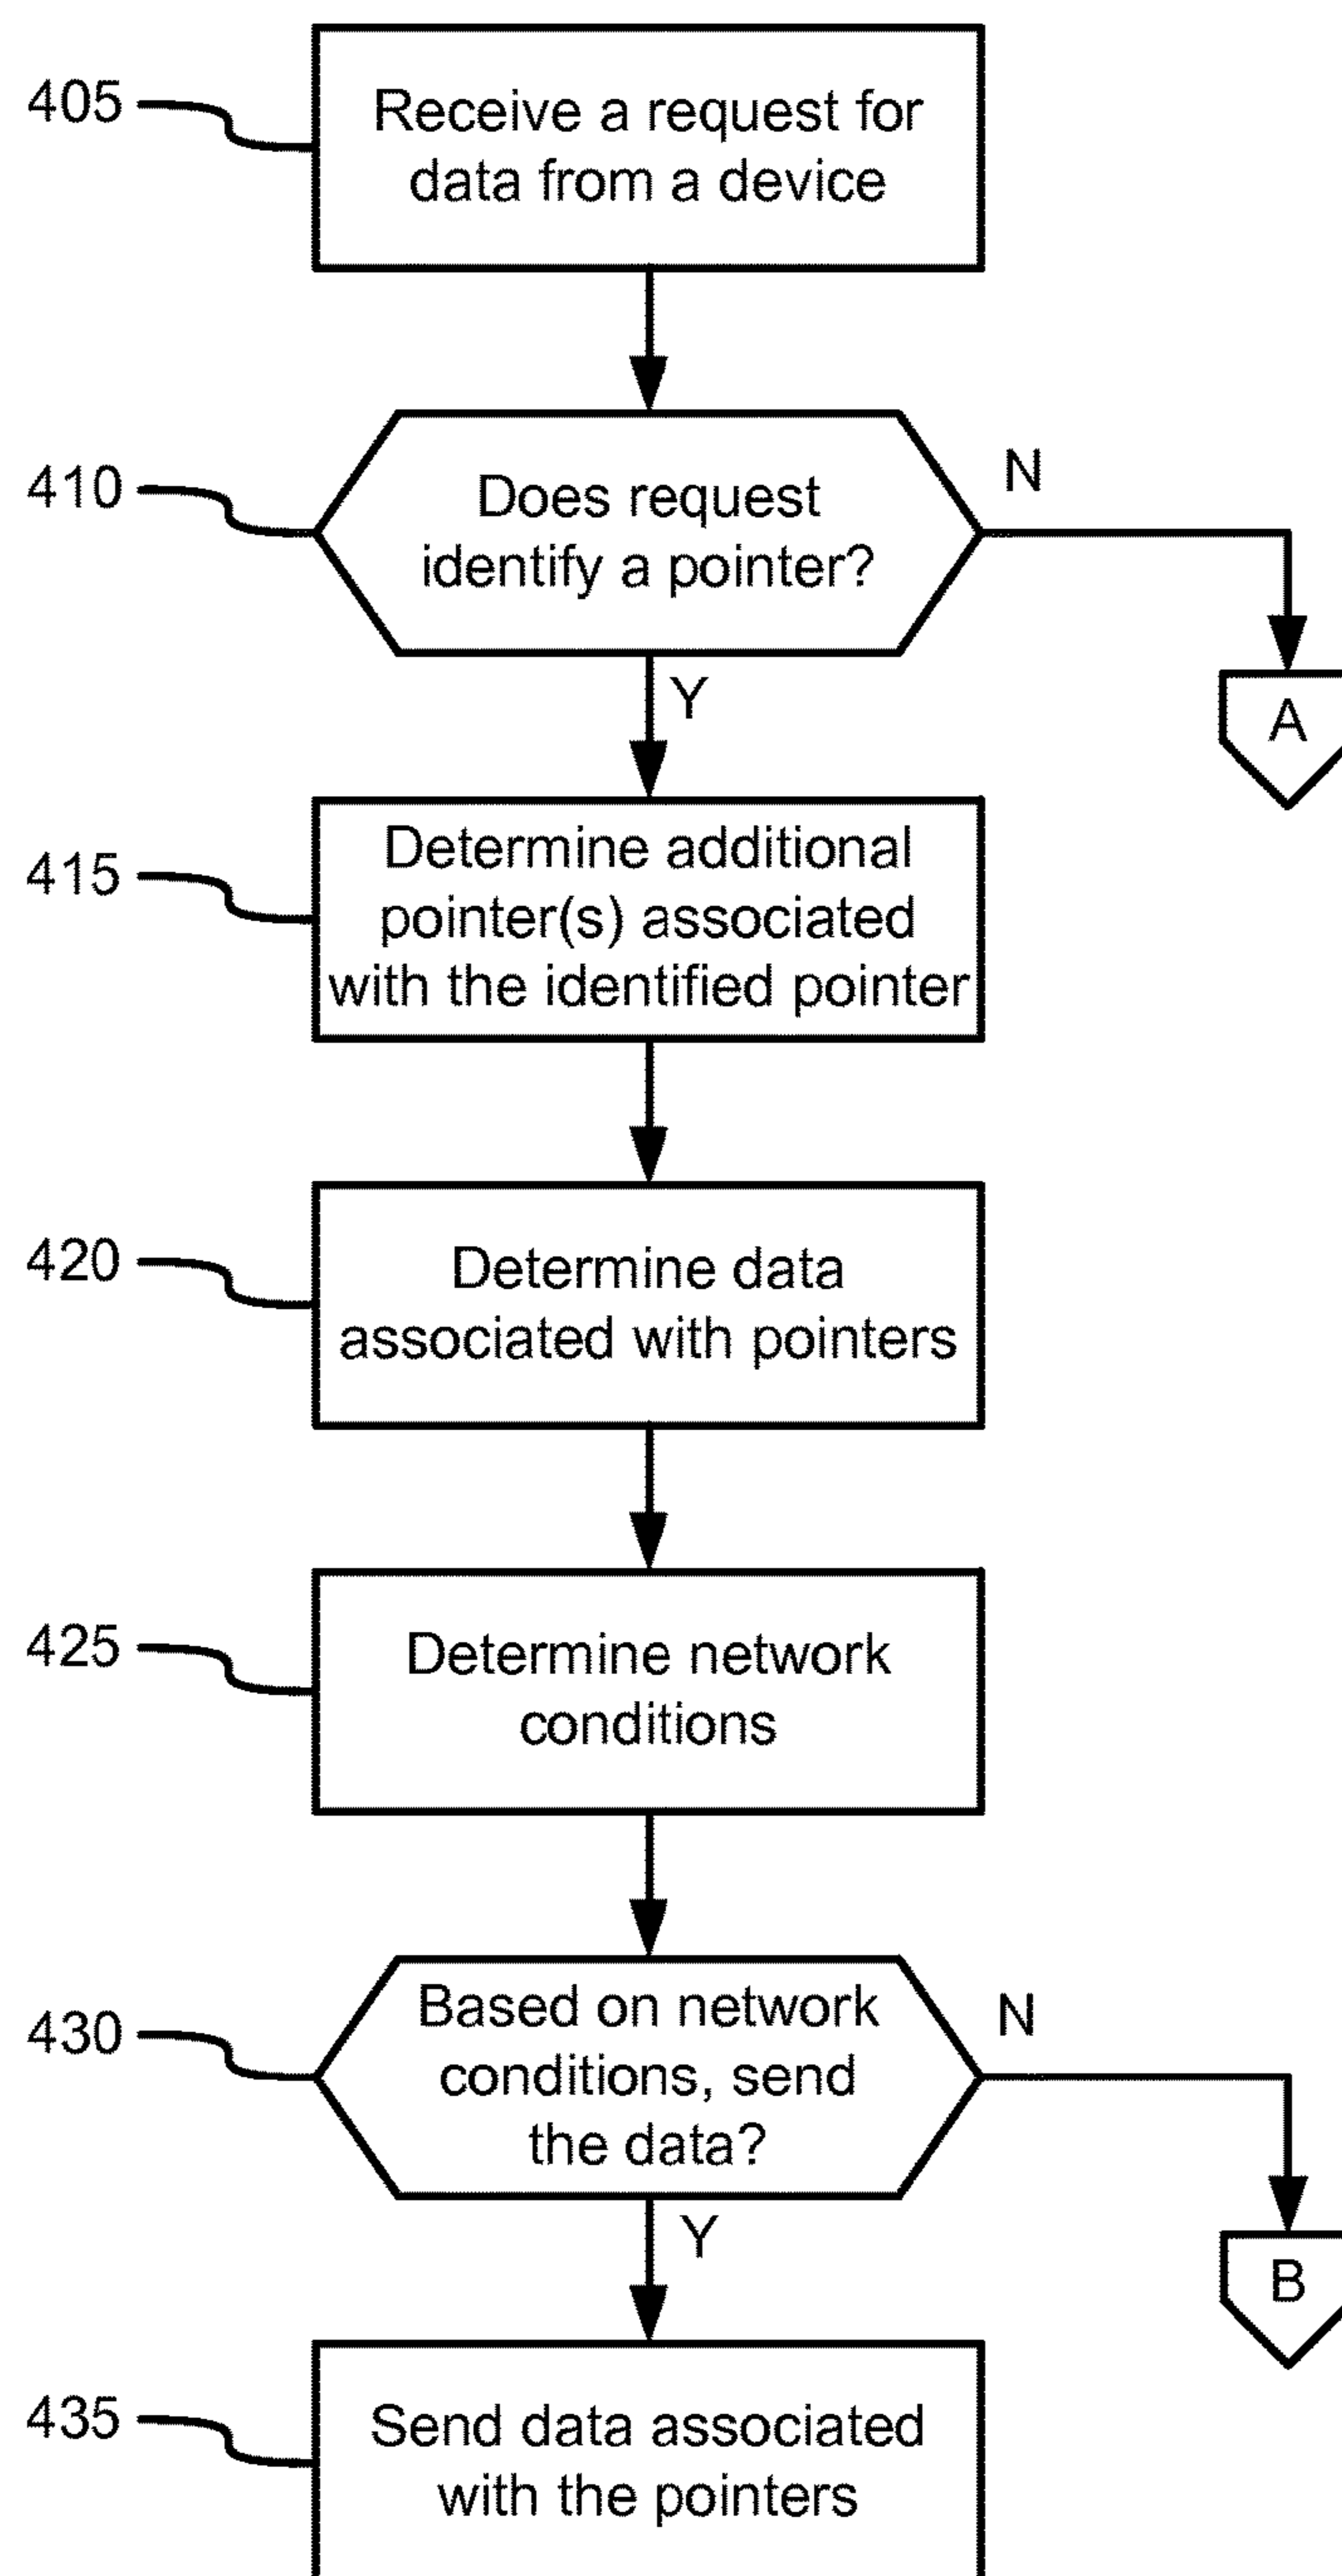 405
Receive a request for
data from a device
410
Does request
identify a pointer?
N
A
Y
415
Determine additional
pointer(s) associated
with the identified pointer
420
Determine data
associated with pointers
425
Determine network
conditions
430
Based on network
conditions, send
the data?
N
B
Y
435
Send data associated
with the pointers